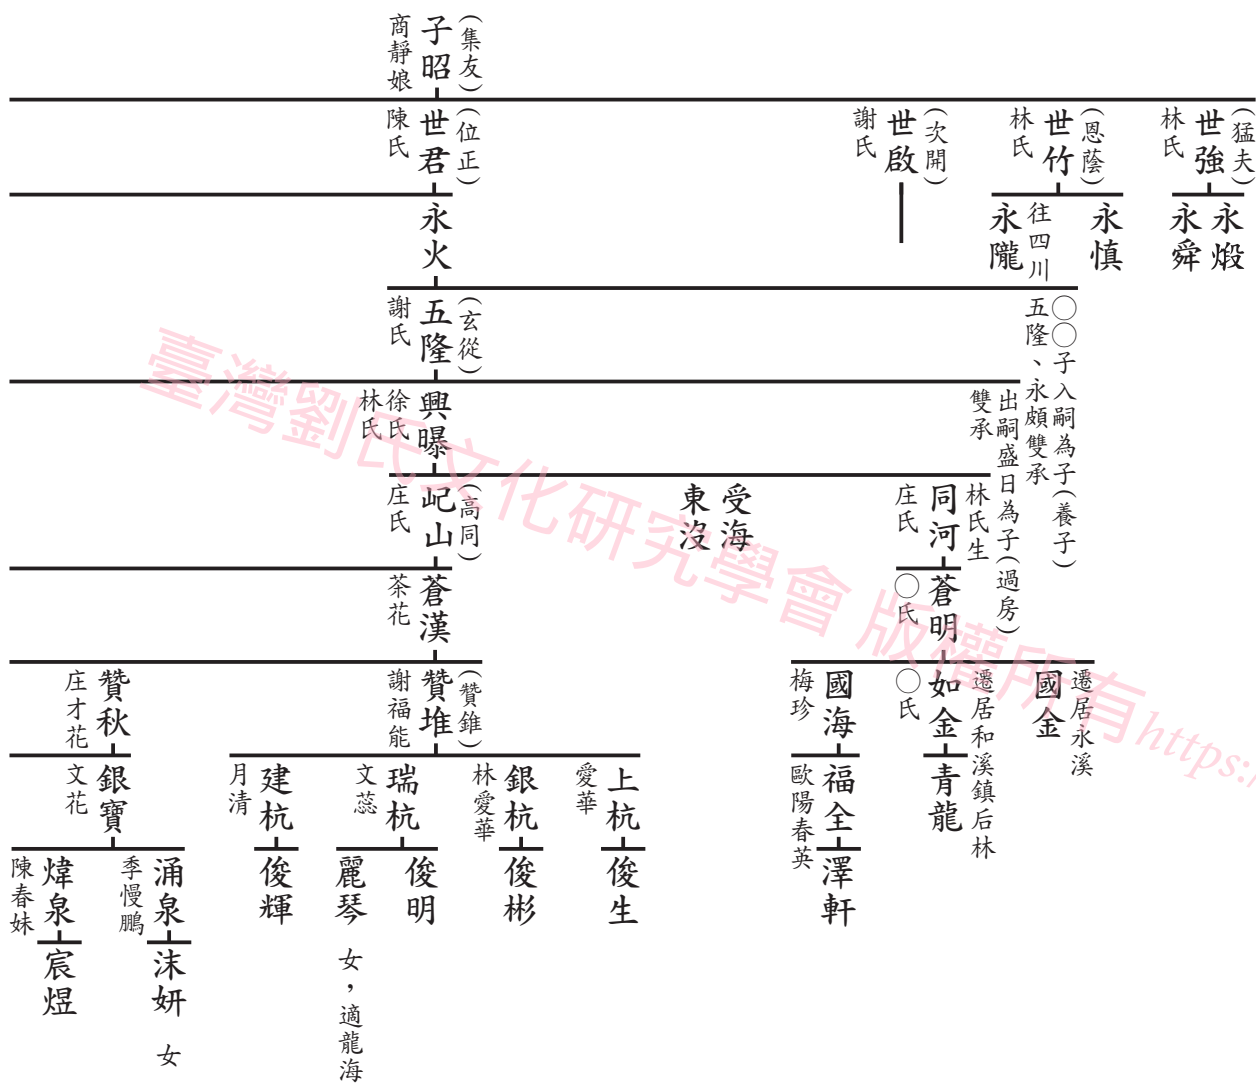 (集友)
子昭
商靜娘
(猛夫)
世強
林氏
(恩蔭)
世竹
林氏
(次開)
世啟
謝氏
(位正)
世君
陳氏
永煅
永舜
永慎
往四川
永隴
永火
〇〇子入嗣為子(養子)
五隆、永頗雙承
(玄從)
五隆
謝氏
出嗣盛日為子(過房)
雙承
興曝
徐氏
林氏
林氏生
同河
庄氏
受海
東沒
(高同)
屺山
庄氏
蒼明
〇氏
蒼漢
茶花
遷居永溪
國金
遷居和溪鎮后林
如金
〇氏
國海
梅珍
(贊錐)
贊堆
謝福能
贊秋
庄才花
青龍
福全
歐陽春英
上杭
愛華
銀杭
林愛華
瑞杭
文蕊
建杭
月清
銀寶
文花
澤軒
俊生
俊彬
俊明
麗琴 女,適龍海
俊輝
涌泉
季慢鵬
煒泉
陳春妹
沫妍 女
宸煜
臺灣劉氏文化研究學會 版權所有https:/